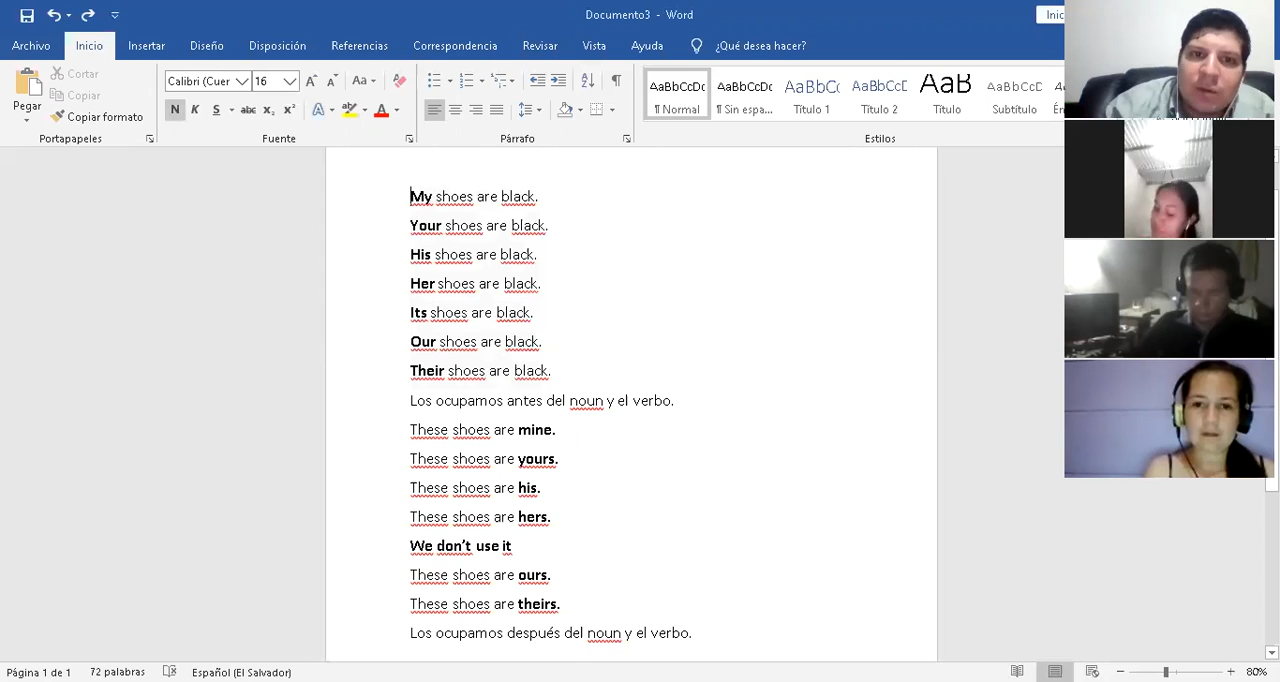 Documento3 - Word
Inic
Archivo Inicio Insertar Diseño Disposición Referencias Correspondencia Revisar Vista Ayuda ¿Qué desea hacer?
Pegar
Cortar
Copiar
Copiar formato
Portapapeles
Calibri (Cuer 16
Aa
N K S abc x₂ x²
A A
Fuente
Párrafo
AaBbCcDc AaBbCcDc AaBbCc AaBbCcD AaB AaBbCcD
¶ Normal ¶ Sin espa... Título 1 Título 2 Título Subtítulo
Estilos
My shoes are black.
Your shoes are black.
His shoes are black.
Her shoes are black.
Its shoes are black.
Our shoes are black.
Their shoes are black.
Los ocupamos antes del noun y el verbo.
These shoes are mine.
These shoes are yours.
These shoes are his.
These shoes are hers.
We don't use it
These shoes are ours.
These shoes are theirs.
Los ocupamos después del noun y el verbo.
Página 1 de 1 72 palabras Español (El Salvador) 80%